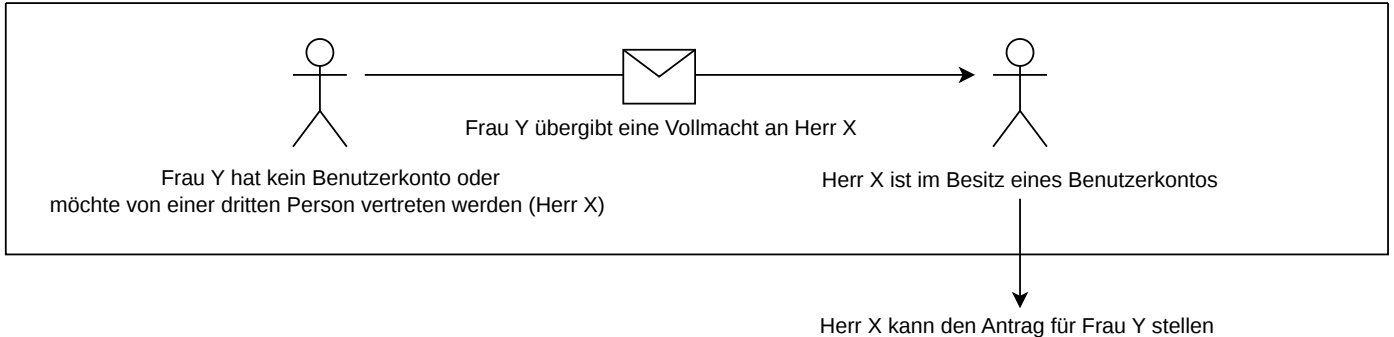 Frau Y übergibt eine Vollmacht an Herr X
Frau Y hat kein Benutzerkonto oder
möchte von einer dritten Person vertreten werden (Herr X)
Herr X ist im Besitz eines Benutzerkontos
Herr X kann den Antrag für Frau Y stellen